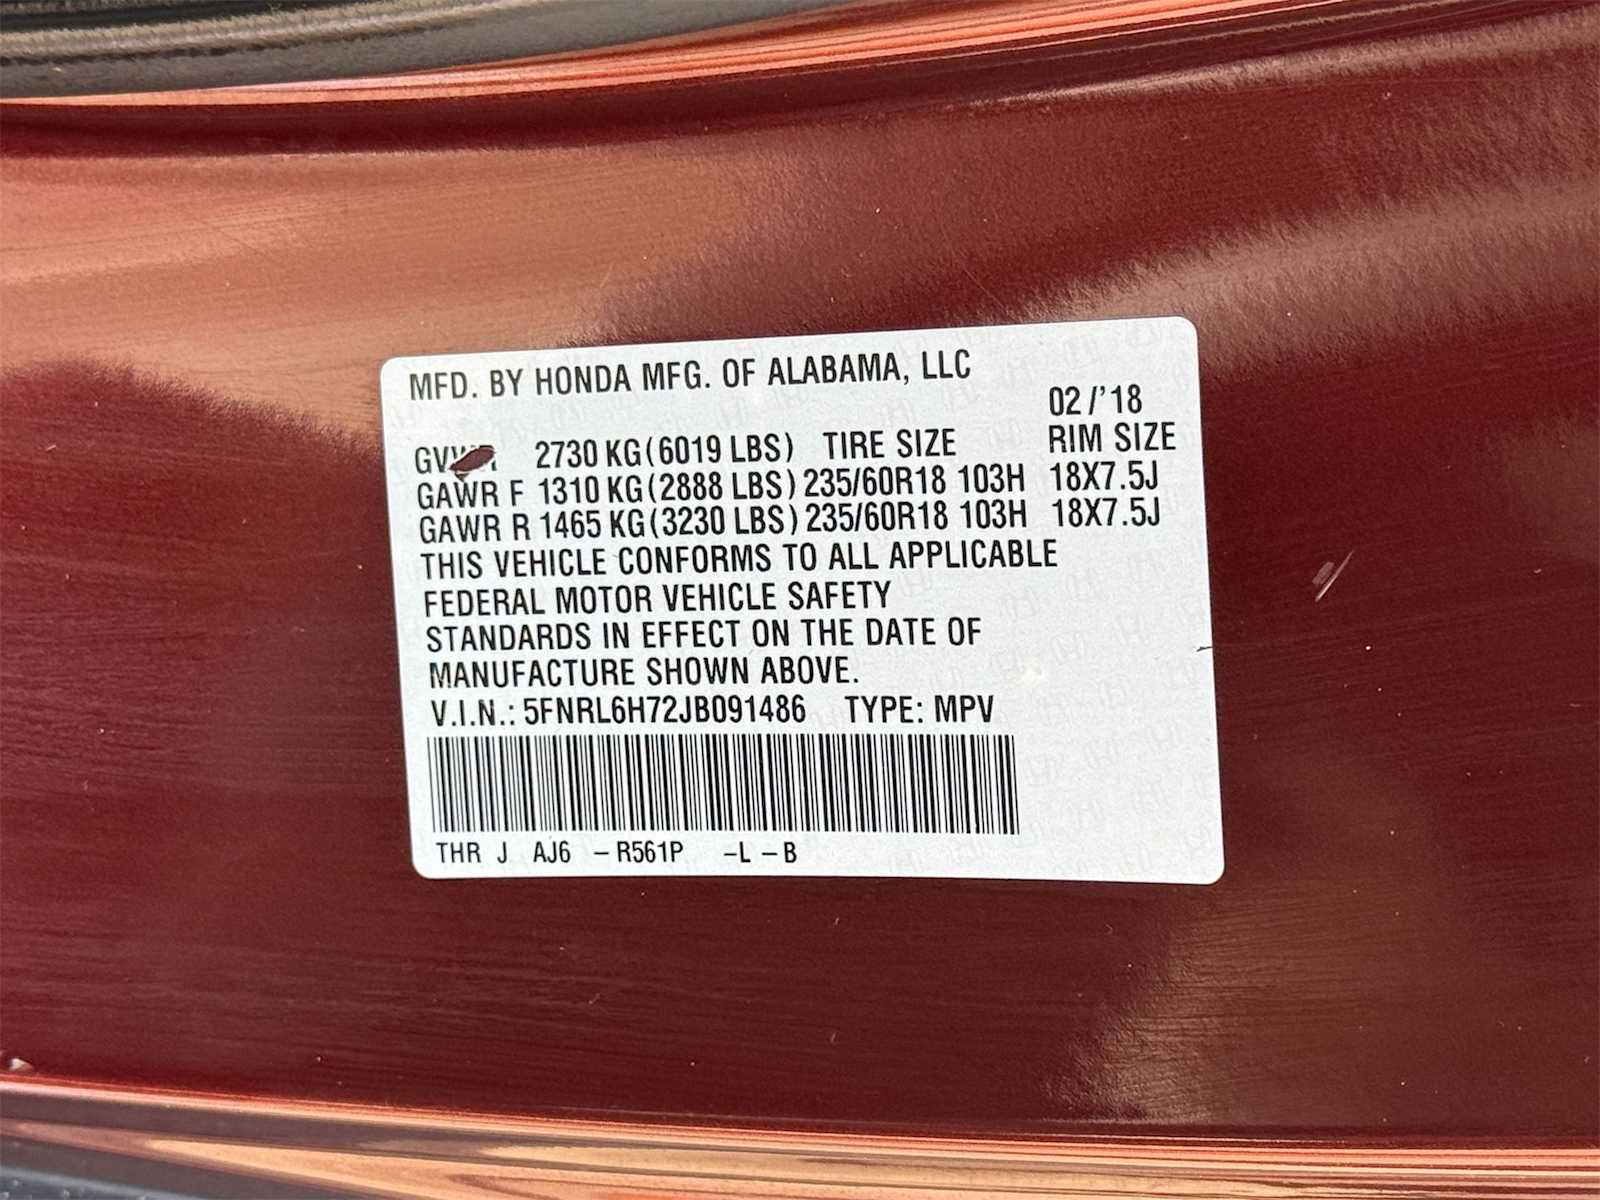 MFD. BY HONDA MFG. OF ALABAMA, LLC
02/'18
2730 KG(6019 LBS) TIRE SIZE RIM SIZE
GAWR F 1310 KG(2888 LBS) 235/60R18 103H 18X7.5J
GAWR R 1465 KG(3230 LBS) 235/60R18 103H 18X7.5J
THIS VEHICLE CONFORMS TO ALL APPLICABLE
FEDERAL MOTOR VEHICLE SAFETY
STANDARDS IN EFFECT ON THE DATE OF
MANUFACTURE SHOWN ABOVE.
V.I.N.: 5FNRL6H72JB091486 TYPE: MPV
THR J AJ6 -R561P -L -B